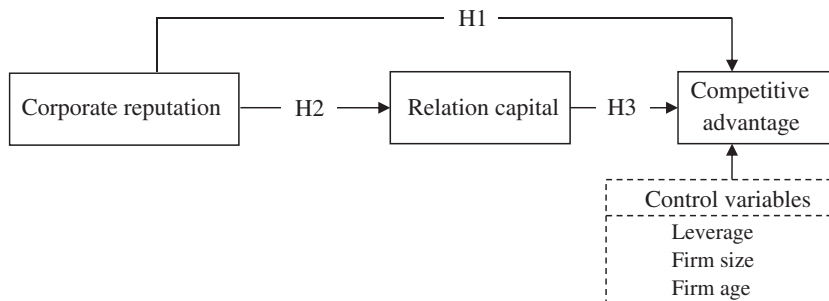 H1
Corporate reputation
H2
Relation capital
H3
Competitive
advantage
Control variables
Leverage
Firm size
Firm age